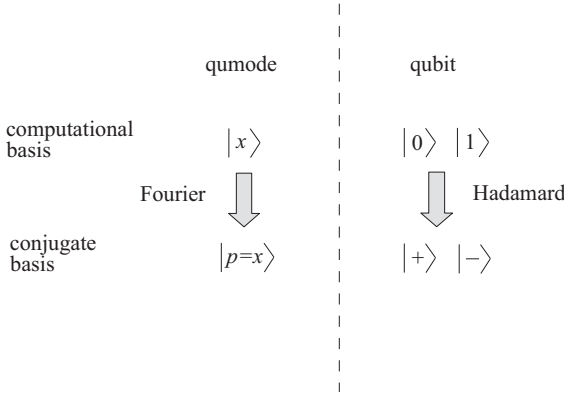 qumode qubit
computational
basis
|x⟩ |0⟩ |1⟩
Fourier Hadamard
conjugate
basis
|p=x⟩ |+⟩ |−⟩